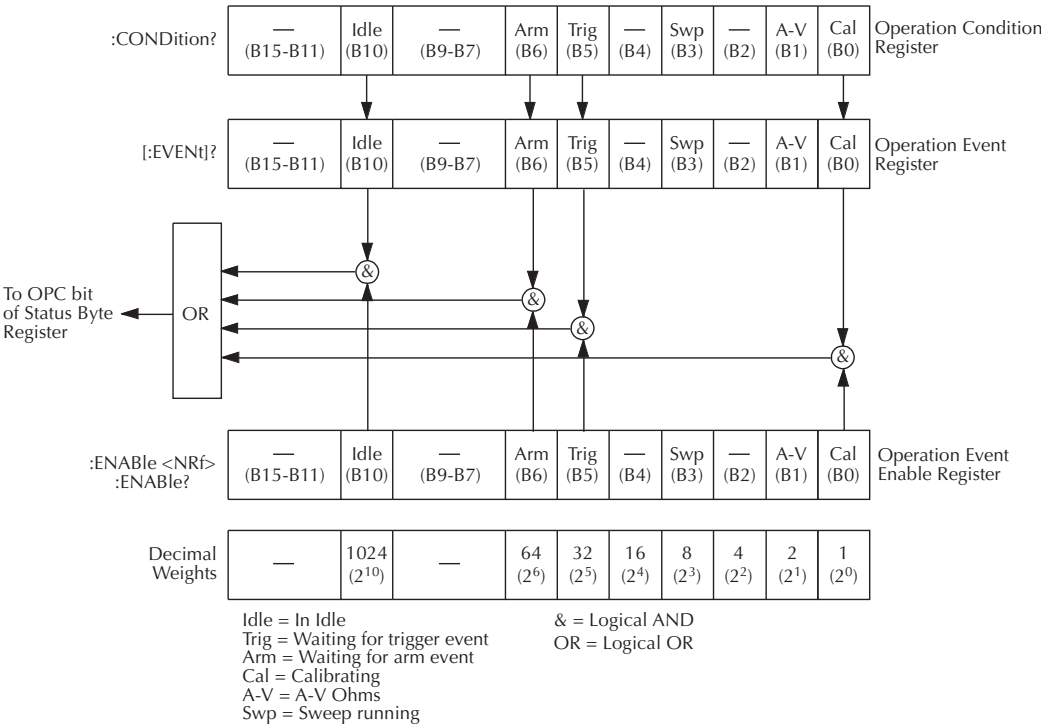 :CONDition?
— Idle — Arm Trig — Swp — A-V Cal
(B15-B11) (B10) (B9-B7) (B6) (B5) (B4) (B3) (B2) (B1) (B0)
Operation Condition
Register
[:EVENt]?
— Idle — Arm Trig — Swp — A-V Cal
(B15-B11) (B10) (B9-B7) (B6) (B5) (B4) (B3) (B2) (B1) (B0)
Operation Event
Register
&
&
&
&
To OPC bit
of Status Byte
Register
OR
:ENABle <NRf>
:ENABle?
— Idle — Arm Trig — Swp — A-V Cal
(B15-B11) (B10) (B9-B7) (B6) (B5) (B4) (B3) (B2) (B1) (B0)
Operation Event
Enable Register
Decimal
Weights
— 1024 — 64 32 16 8 4 2 1
(2¹⁰) (2⁶) (2⁵) (2⁴) (2³) (2²) (2¹) (2⁰)
Idle = In Idle
Trig = Waiting for trigger event
Arm = Waiting for arm event
Cal = Calibrating
A-V = A-V Ohms
Swp = Sweep running
& = Logical AND
OR = Logical OR